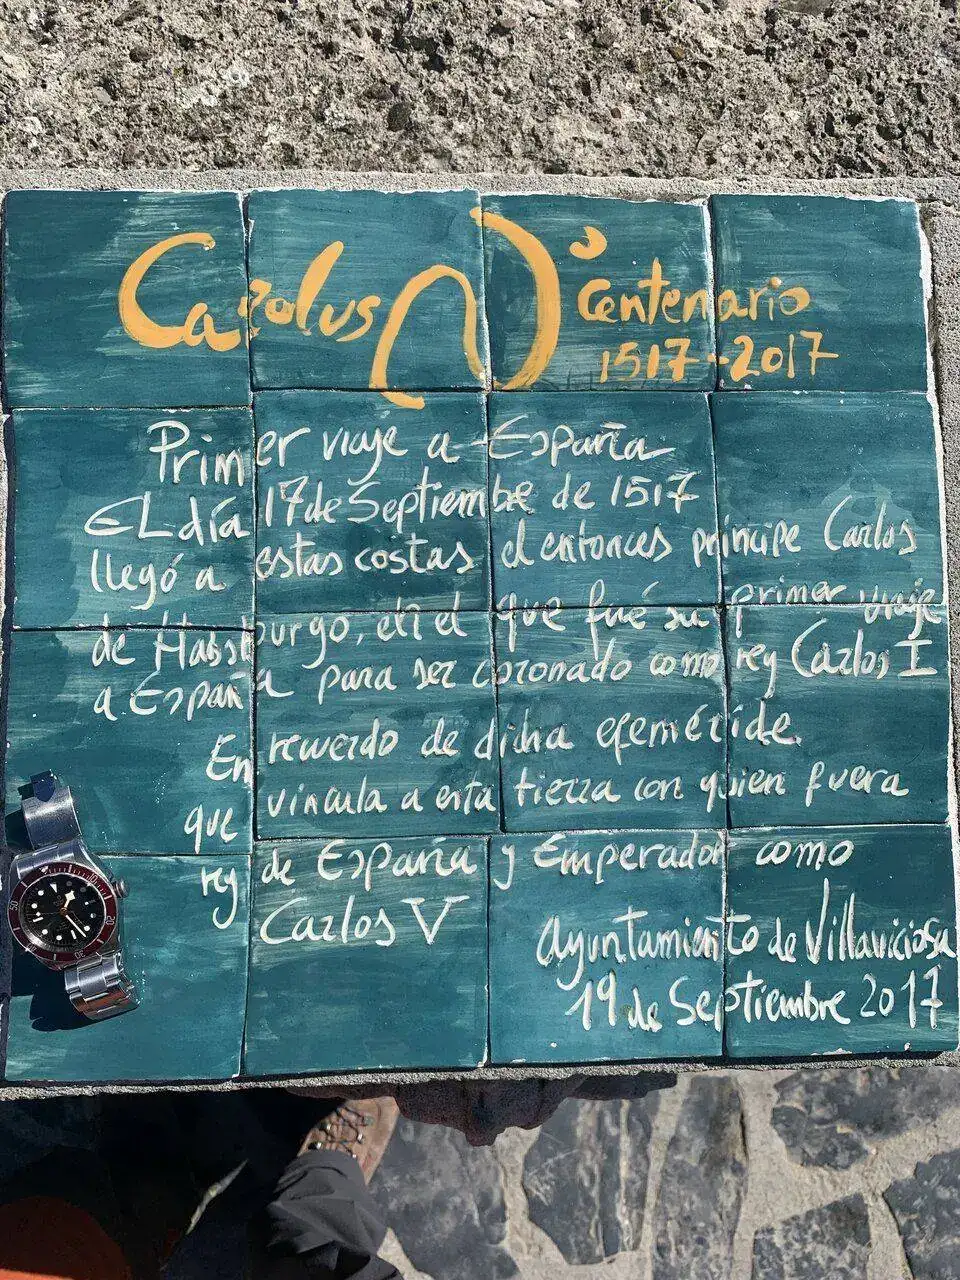 Carolus
Vº Centenario
1517-2017
Primer viaje a España
El día 17 de Septiembre de 1517
llegó a estas costas el entonces príncipe Carlos
de Hassburgo, en el que fué su primer viaje
a España para ser coronado como rey Carlos I
En recuerdo de dicha efeméride.
que vincula a esta tierra con quien fuera
rey de España y Emperador como
Carlos V
Ayuntamiento de Villaviciosa
19 de Septiembre 2017